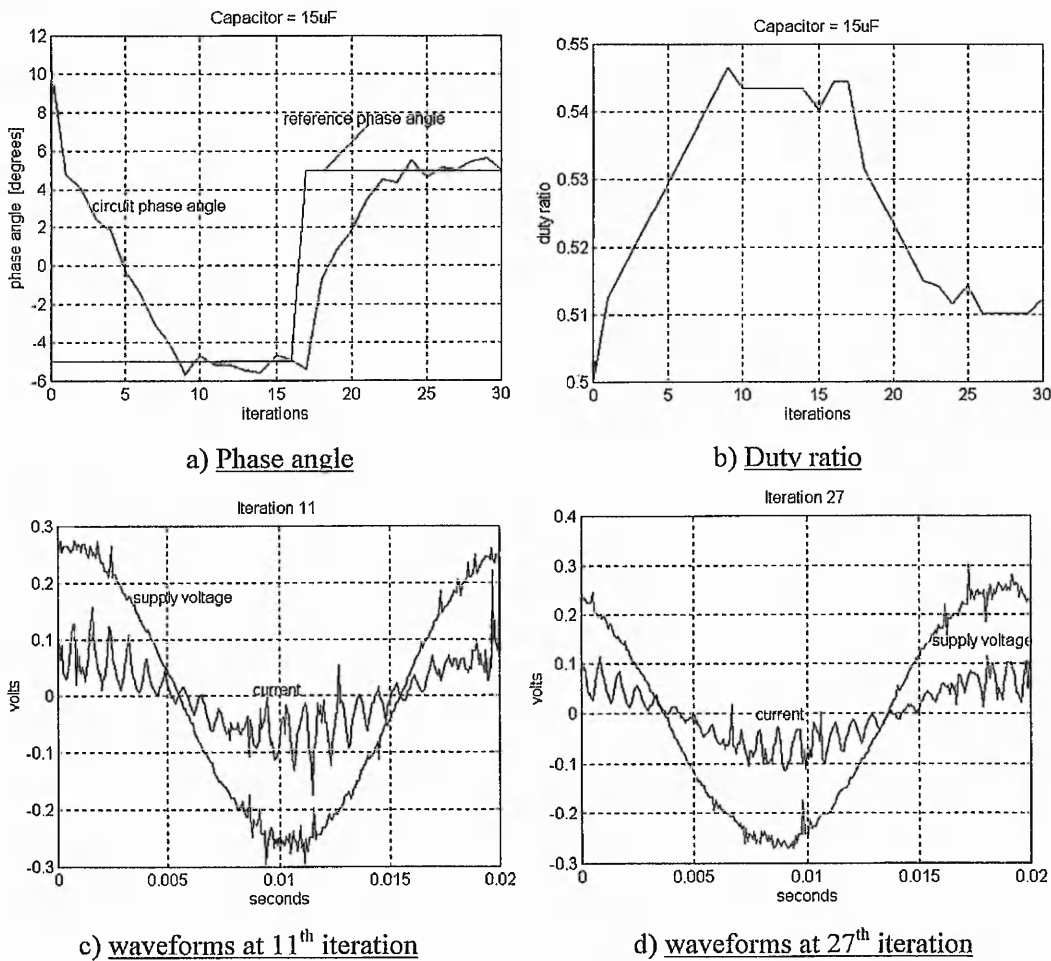 Capacitor = 15uF
12
10
8
6
4
2
0
-2
-4
-6
phase angle [degrees]
reference phase angle
circuit phase angle
0
5
10
15
20
25
30
iterations
a) Phase angle
Capacitor = 15uF
0.55
0.54
0.53
0.52
0.51
0.5
duty ratio
0
5
10
15
20
25
30
iterations
b) Duty ratio
Iteration 11
0.3
0.2
0.1
0
-0.1
-0.2
-0.3
volts
supply voltage
current
0
0.005
0.01
0.015
0.02
seconds
c) waveforms at 11th iteration
Iteration 27
0.4
0.3
0.2
0.1
0
-0.1
-0.2
-0.3
volts
supply voltage
current
0
0.005
0.01
0.015
0.02
seconds
d) waveforms at 27th iteration